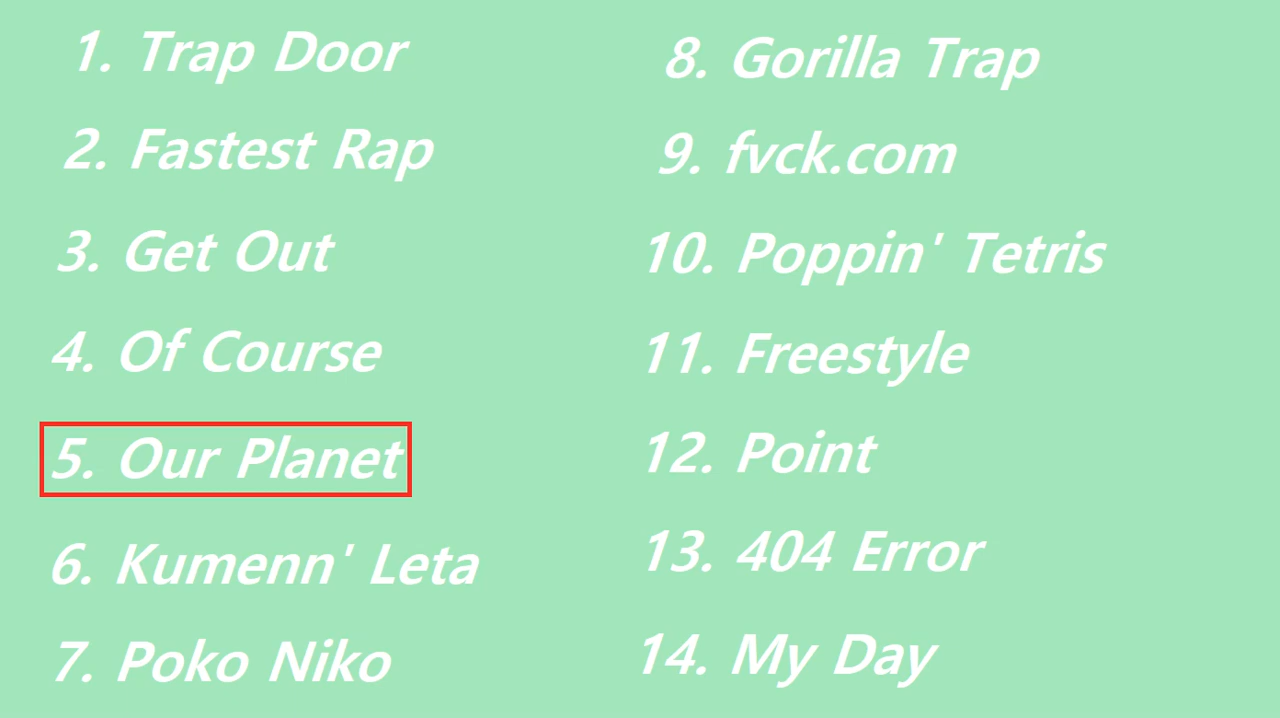 1. Trap Door
2. Fastest Rap
3. Get Out
4. Of Course
5. Our Planet
6. Kumenn' Leta
7. Poko Niko
8. Gorilla Trap
9. fvck.com
10. Poppin' Tetris
11. Freestyle
12. Point
13. 404 Error
14. My Day